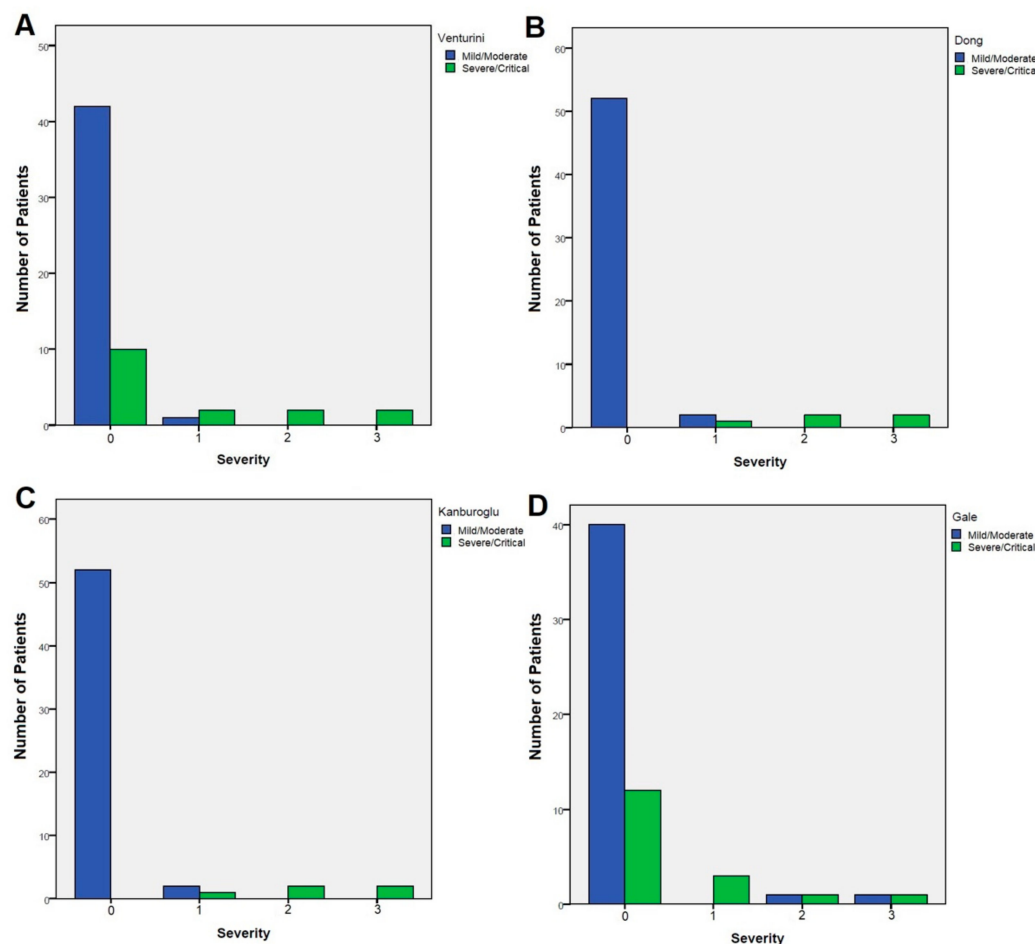 A
Venturini
Mild/Moderate
Severe/Critical
50
40
30
20
10
0
Number of Patients
0 1 2 3
Severity
B
Dong
Mild/Moderate
Severe/Critical
60
50
40
30
20
10
0
Number of Patients
0 1 2 3
Severity
C
Kanburoglu
Mild/Moderate
Severe/Critical
60
50
40
30
20
10
0
Number of Patients
0 1 2 3
Severity
D
Gale
Mild/Moderate
Severe/Critical
40
30
20
10
0
Number of Patients
0 1 2 3
Severity